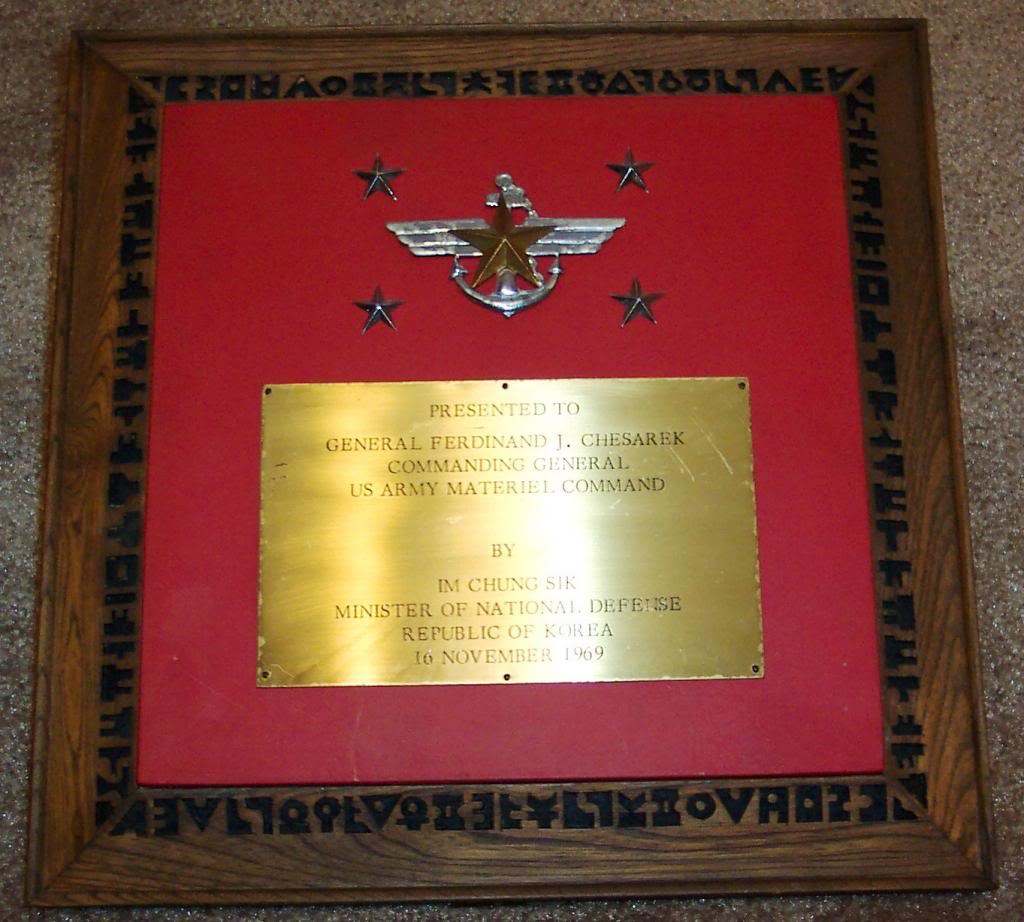 PRESENTED TO
GENERAL FERDINAND J. CHESAREK
COMMANDING GENERAL
US ARMY MATERIEL COMMAND
BY
IM CHUNG SIK
MINISTER OF NATIONAL DEFENSE
REPUBLIC OF KOREA
16 NOVEMBER 1969